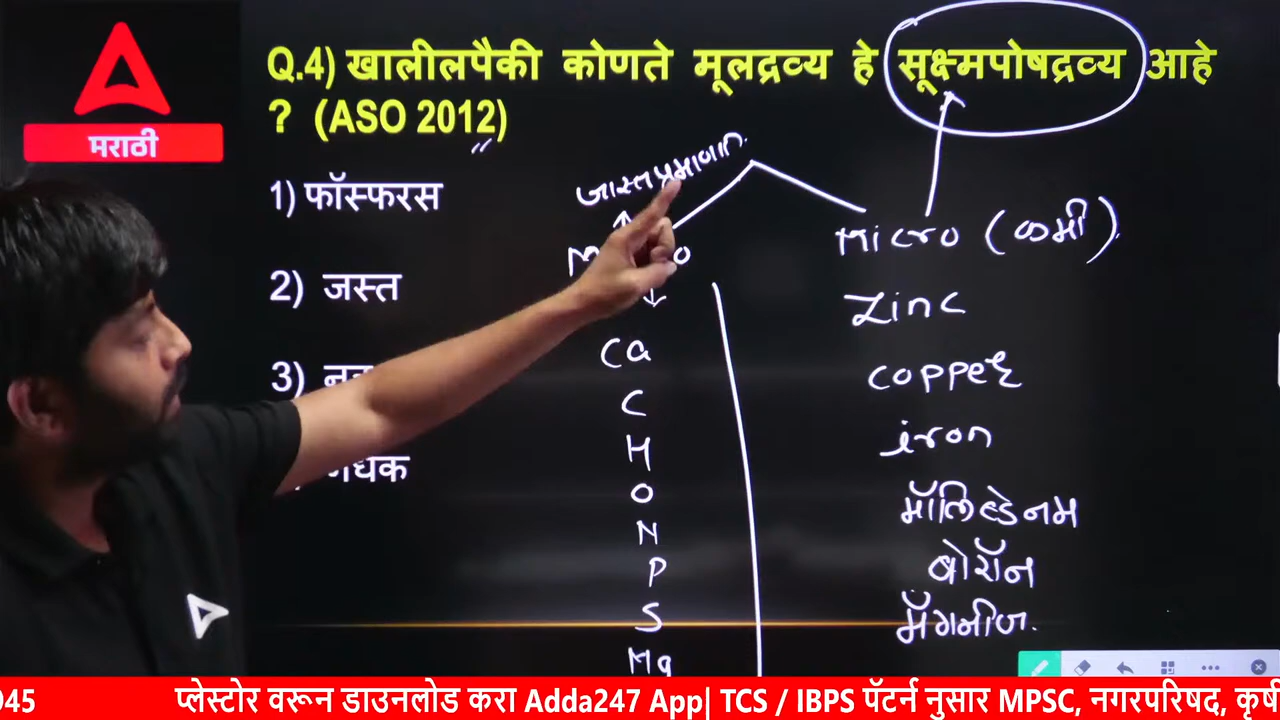 मराठी
Q.4) खालीलपैकी कोणते मूलद्रव्य हे सूक्ष्मपोषद्रव्य आहे
? (ASO 2012)
1) फॉस्फरस
2) जस्त
3)
जास्त प्रमाणात
Micro (कमी)
Zinc
Copper
iron
मॉलिब्डेनम
बोरॉन
मॅगनीज.
Ca
C
H
O
N
P
S
Mg
945 प्लेस्टोर वरून डाउनलोड करा Adda247 App| TCS / IBPS पॅटर्न नुसार MPSC, नगरपरिषद, कृषी